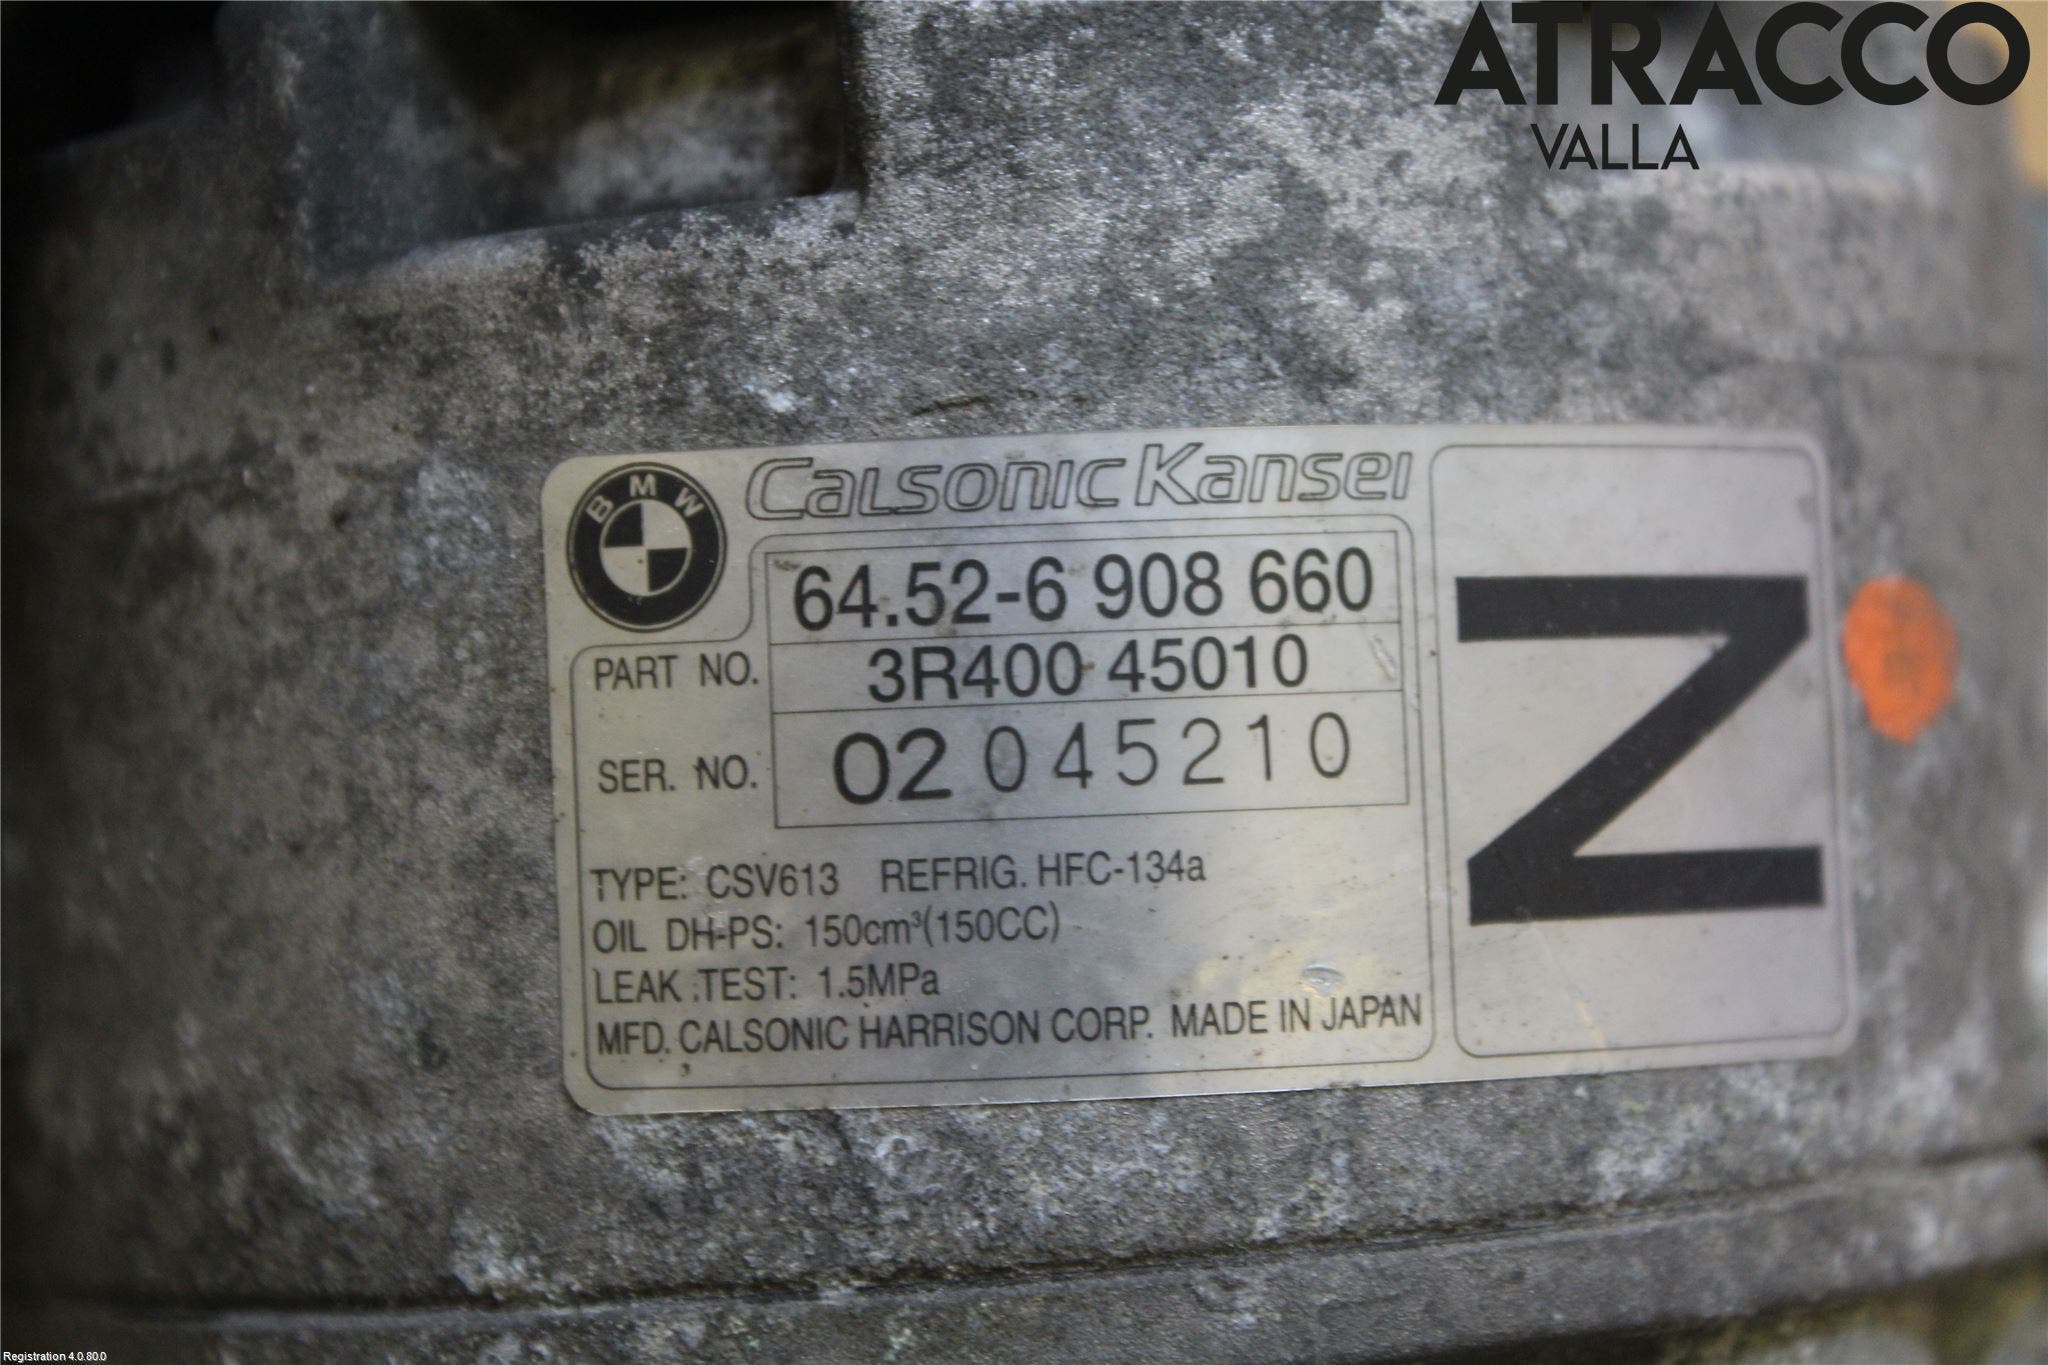 ATRACCO
VALLA
BMW
Calsonic Kansei
64.52-6 908 660
PART NO. 3R400 45010
SER. NO. 02 045210
Z
TYPE: CSV613 REFRIG. HFC-134a
OIL DH-PS: 150cm³(150CC)
LEAK TEST: 1.5MPa
MFD. CALSONIC HARRISON CORP. MADE IN JAPAN
Registration 4.0.80.0